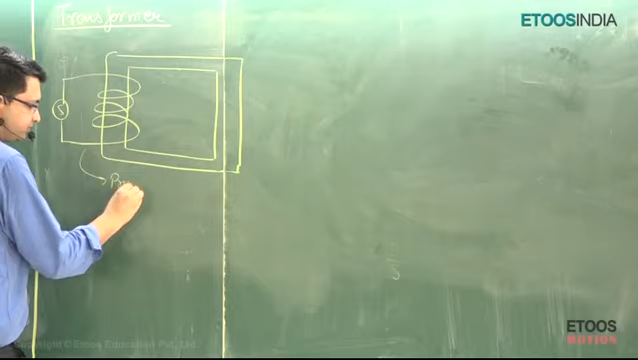 Transformer
ETOOSINDIA
ETOOS
MOTION
Copyright © Etoos Education Pvt. Ltd.